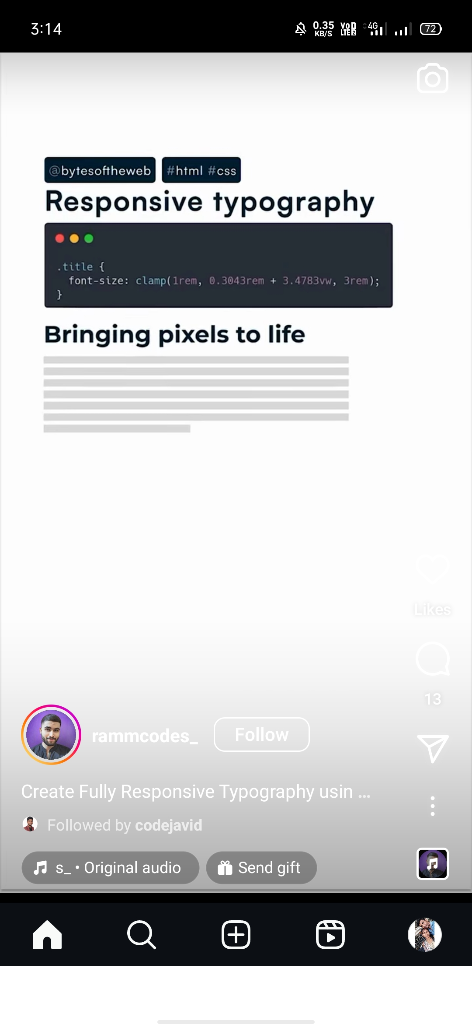 3:14
0.35 KB/S VoD LTE1 4G 72
@bytesoftheweb #html #css
Responsive typography
.title {
font-size: clamp(1rem, 0.3043rem + 3.4783vw, 3rem);
}
Bringing pixels to life
Likes
13
rammcodes_ Follow
Create Fully Responsive Typography usin ...
Followed by codejavid
s_ • Original audio Send gift